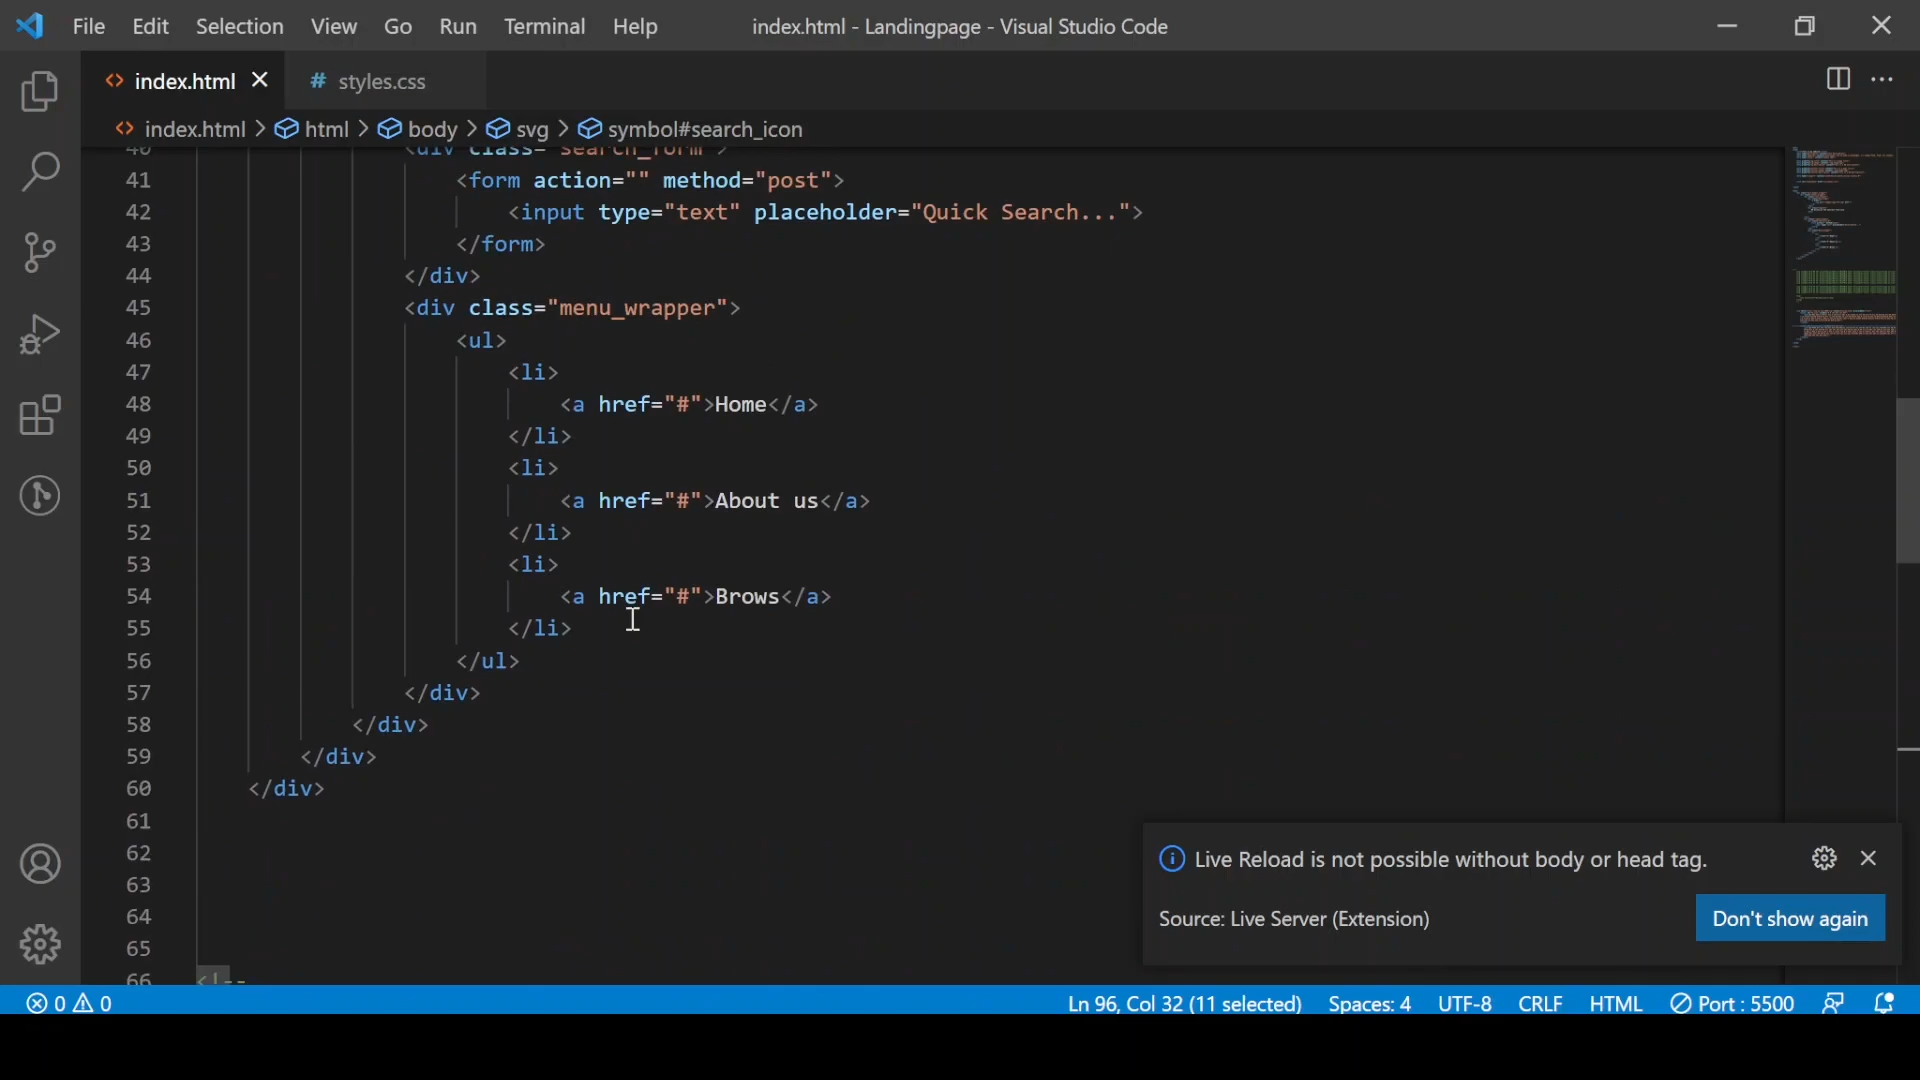 File Edit Selection View Go Run Terminal Help index.html - Landingpage - Visual Studio Code
<> index.html × # styles.css
<> index.html > html > body > svg > symbol#search_icon
40 <div class="search_form">
41 <form action="" method="post">
42 <input type="text" placeholder="Quick Search...">
43 </form>
44 </div>
45 <div class="menu_wrapper">
46 <ul>
47 <li>
48 <a href="#">Home</a>
49 </li>
50 <li>
51 <a href="#">About us</a>
52 </li>
53 <li>
54 <a href="#">Brows</a>
55 </li>
56 </ul>
57 </div>
58 </div>
59 </div>
60 </div>
61
62
63
64
65
66 <!--
Live Reload is not possible without body or head tag.
Source: Live Server (Extension) Don't show again
0 0 Ln 96, Col 32 (11 selected) Spaces: 4 UTF-8 CRLF HTML Port : 5500